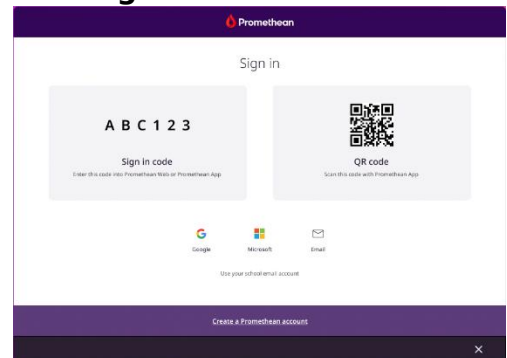 Promethean
Sign in
A B C 1 2 3
Sign in code
Enter this code into Promethean Web or Promethean App
QR code
Scan this code with Promethean App
Google
Microsoft
Email
Use your school email account
Create a Promethean account